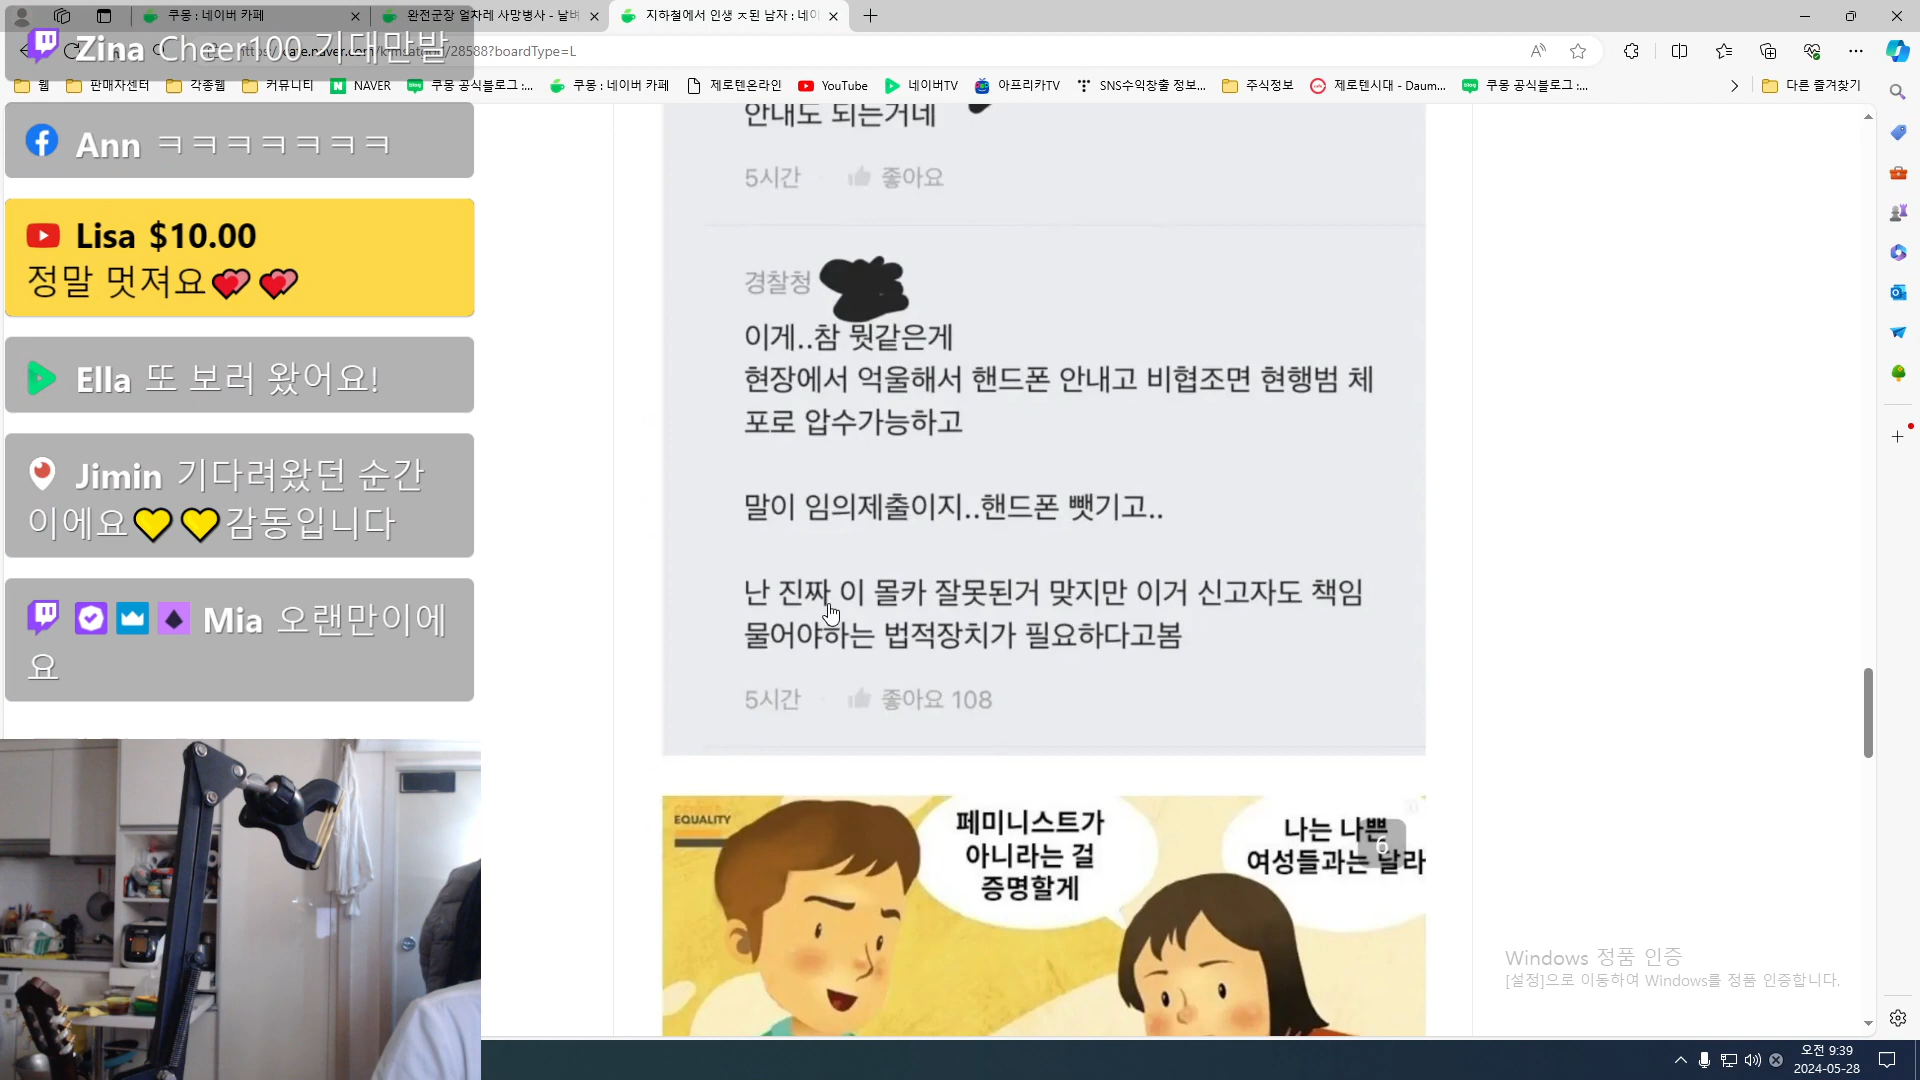 쿠몽 : 네이버 카페
완전군장 얼차레 사망병사 - 날ㅂ
지하철에서 인생 ㅈ된 남자 : 네이
Zina Cheer100 기대만발
28588?boardType=L
웹
판매자센터
각종웹
커뮤니티
NAVER
쿠몽 공식블로그 :...
쿠몽 : 네이버 카페
제로텐온라인
YouTube
네이버TV
아프리카TV
SNS수익창출 정보...
주식정보
제로텐시대 - Daum...
쿠몽 공식블로그 :...
다른 즐겨찾기
Ann ㅋㅋㅋㅋㅋㅋㅋ
Lisa $10.00
정말 멋져요💞 💞
Ella 또 보러 왔어요!
Jimin 기다려왔던 순간
이에요💛💛감동입니다
Mia 오랜만이에
요
안내도 되는거네
5시간 · 좋아요
경찰청
이게..참 뭣같은게
현장에서 억울해서 핸드폰 안내고 비협조면 현행범 체
포로 압수가능하고
말이 임의제출이지..핸드폰 뺏기고..
난 진짜 이 몰카 잘못된거 맞지만 이거 신고자도 책임
물어야하는 법적장치가 필요하다고봄
5시간 · 좋아요 108
EQUALITY
페미니스트가
아니라는 걸
증명할게
나는 나쁜
여성들과는 달라
6
Windows 정품 인증
[설정]으로 이동하여 Windows를 정품 인증합니다.
오전 9:39
2024-05-28